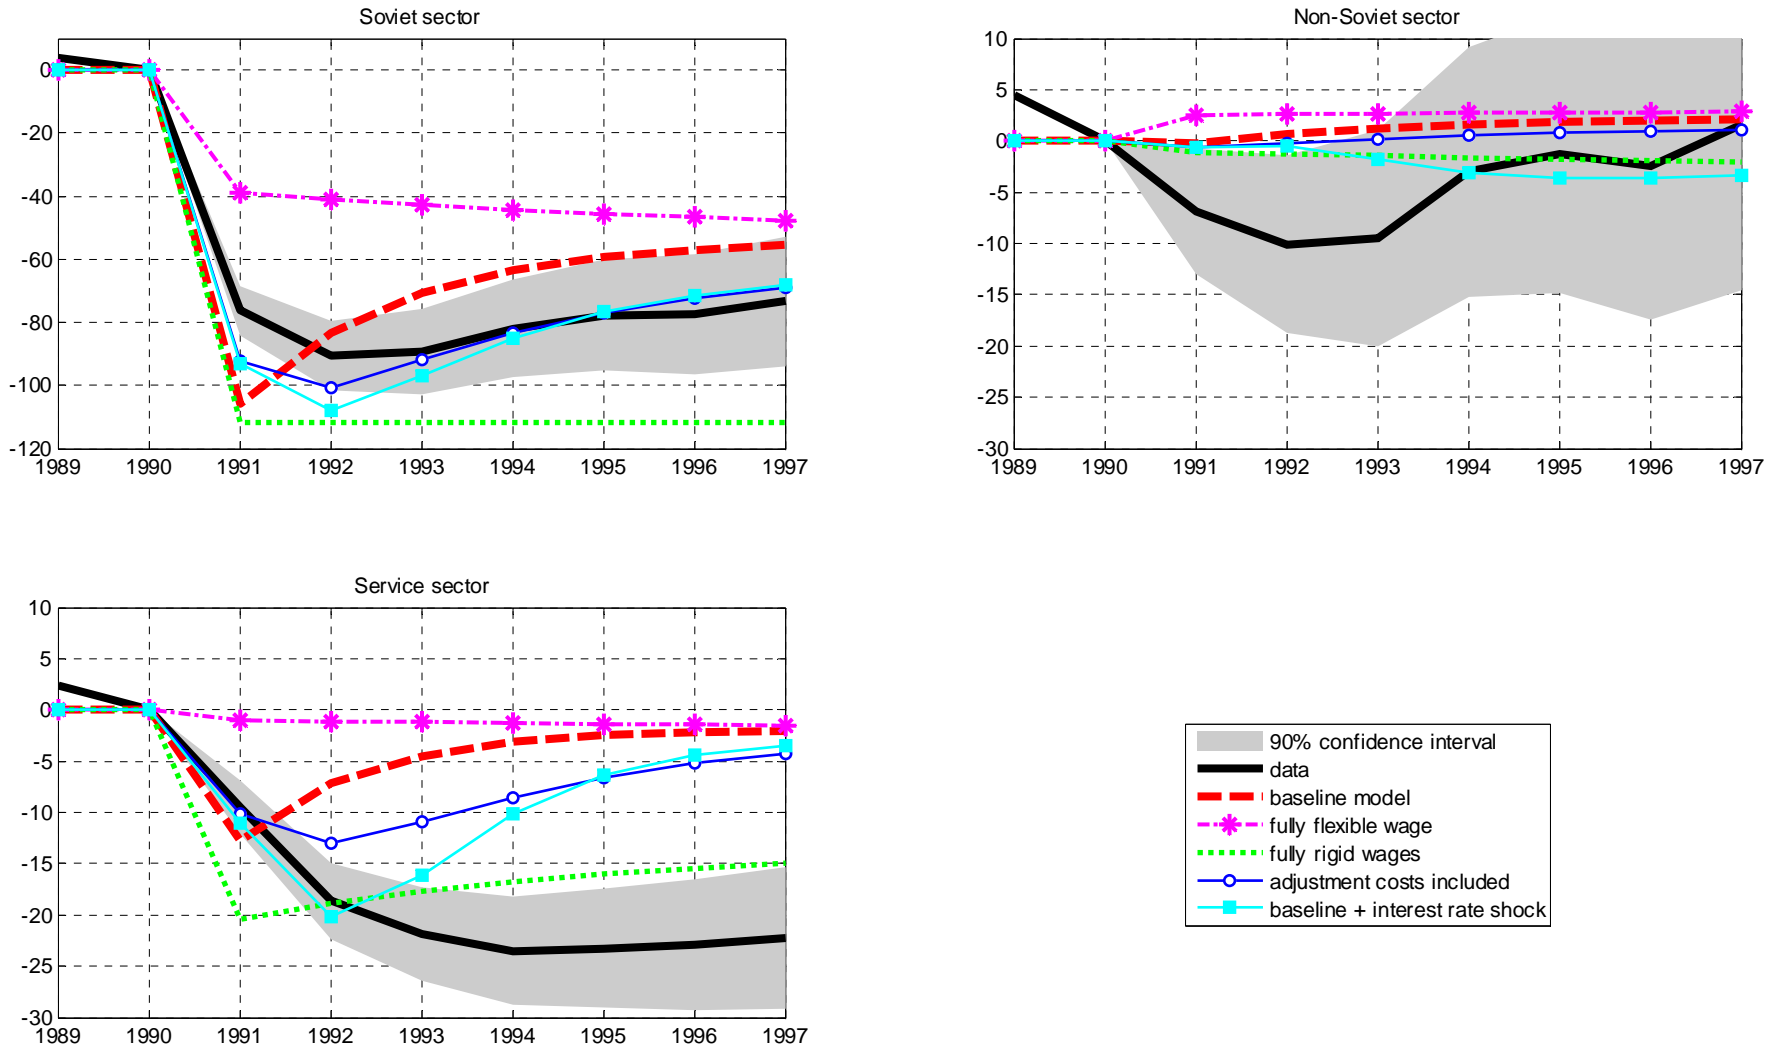 Soviet sector
0
-20
-40
-60
-80
-100
-120
1989 1990 1991 1992 1993 1994 1995 1996 1997
Non-Soviet sector
10
5
0
-5
-10
-15
-20
-25
-30
1989 1990 1991 1992 1993 1994 1995 1996 1997
Service sector
10
5
0
-5
-10
-15
-20
-25
-30
1989 1990 1991 1992 1993 1994 1995 1996 1997
90% confidence interval
data
baseline model
fully flexible wage
fully rigid wages
adjustment costs included
baseline + interest rate shock